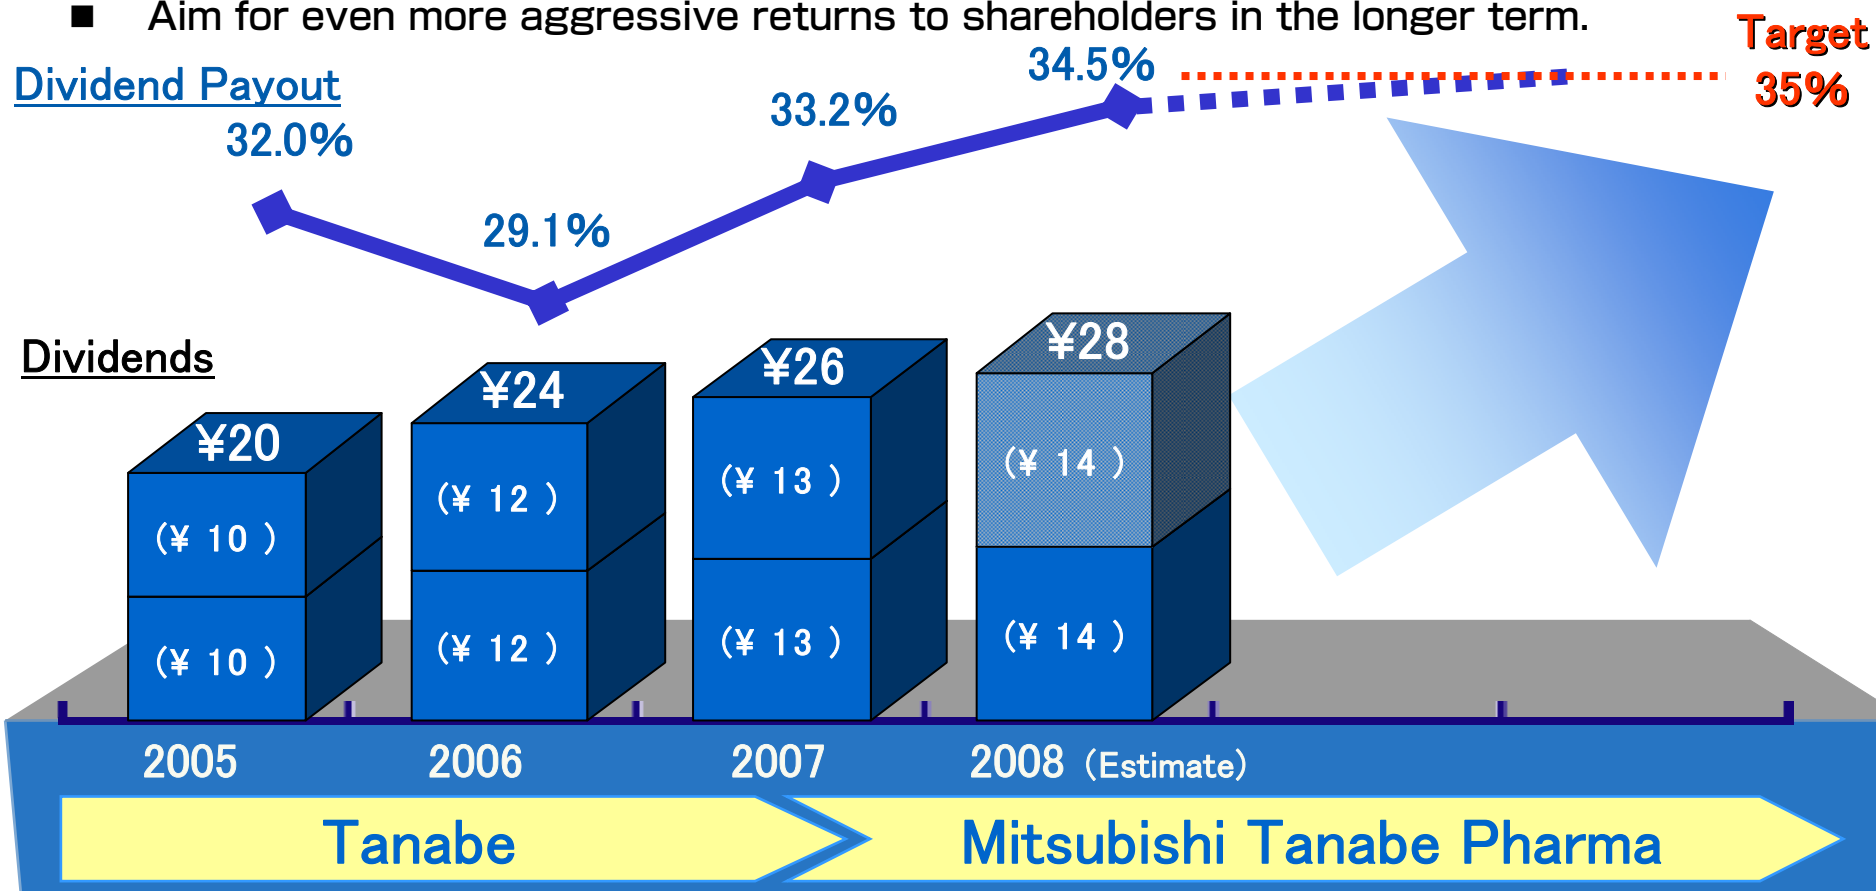 ■ Aim for even more aggressive returns to shareholders in the longer term.
Target
35%
Dividend Payout
32.0%
29.1%
33.2%
34.5%
Dividends
¥20
(¥ 10 )
(¥ 10 )
¥24
(¥ 12 )
(¥ 12 )
¥26
(¥ 13 )
(¥ 13 )
¥28
(¥ 14 )
(¥ 14 )
2005
2006
2007
2008 (Estimate)
Tanabe
Mitsubishi Tanabe Pharma